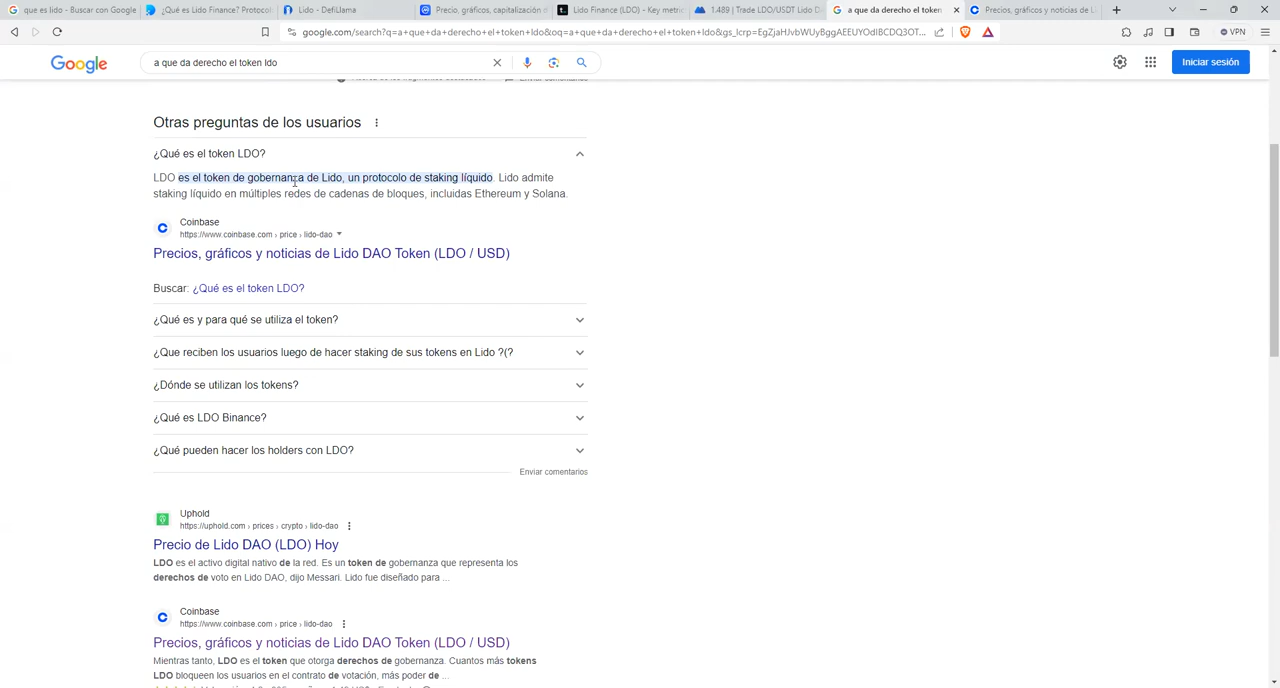 que es lido - Buscar con Google
¿Qué es Lido Finance? Protocol
Lido - DefiLlama
Precio, gráficos, capitalización d
Lido Finance (LDO) – Key metric
1.489 | Trade LDO/USDT Lido D
a que da derecho el token
Precios, gráficos y noticias de L
google.com/search?q=a+que+da+derecho+el+token+ldo&oq=a+que+da+derecho+el+token+ldo&gs_lcrp=
VPN
Google
a que da derecho el token ldo
Iniciar sesión
Otras preguntas de los usuarios
¿Qué es el token LDO?
LDO es el token de gobernanza de Lido, un protocolo de staking líquido. Lido admite
staking líquido en múltiples redes de cadenas de bloques, incluidas Ethereum y Solana.
Coinbase
https://www.coinbase.com › price › lido-dao
Precios, gráficos y noticias de Lido DAO Token (LDO / USD)
Buscar: ¿Qué es el token LDO?
¿Qué es y para qué se utiliza el token?
¿Que reciben los usuarios luego de hacer staking de sus tokens en Lido ?(?
¿Dónde se utilizan los tokens?
¿Qué es LDO Binance?
¿Qué pueden hacer los holders con LDO?
Enviar comentarios
Uphold
https://uphold.com › prices › crypto › lido-dao
Precio de Lido DAO (LDO) Hoy
LDO es el activo digital nativo de la red. Es un token de gobernanza que representa los
derechos de voto en Lido DAO, dijo Messari. Lido fue diseñado para ...
Coinbase
https://www.coinbase.com › price › lido-dao
Precios, gráficos y noticias de Lido DAO Token (LDO / USD)
Mientras tanto, LDO es el token que otorga derechos de gobernanza. Cuantos más tokens
LDO bloqueen los usuarios en el contrato de votación, más poder de ...